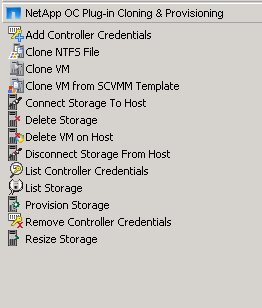 NetApp OC Plug-in Cloning & Provisioning
Add Controller Credentials
Clone NTFS File
Clone VM
Clone VM from SCVMM Template
Connect Storage To Host
Delete Storage
Delete VM on Host
Disconnect Storage From Host
List Controller Credentials
List Storage
Provision Storage
Remove Controller Credentials
Resize Storage